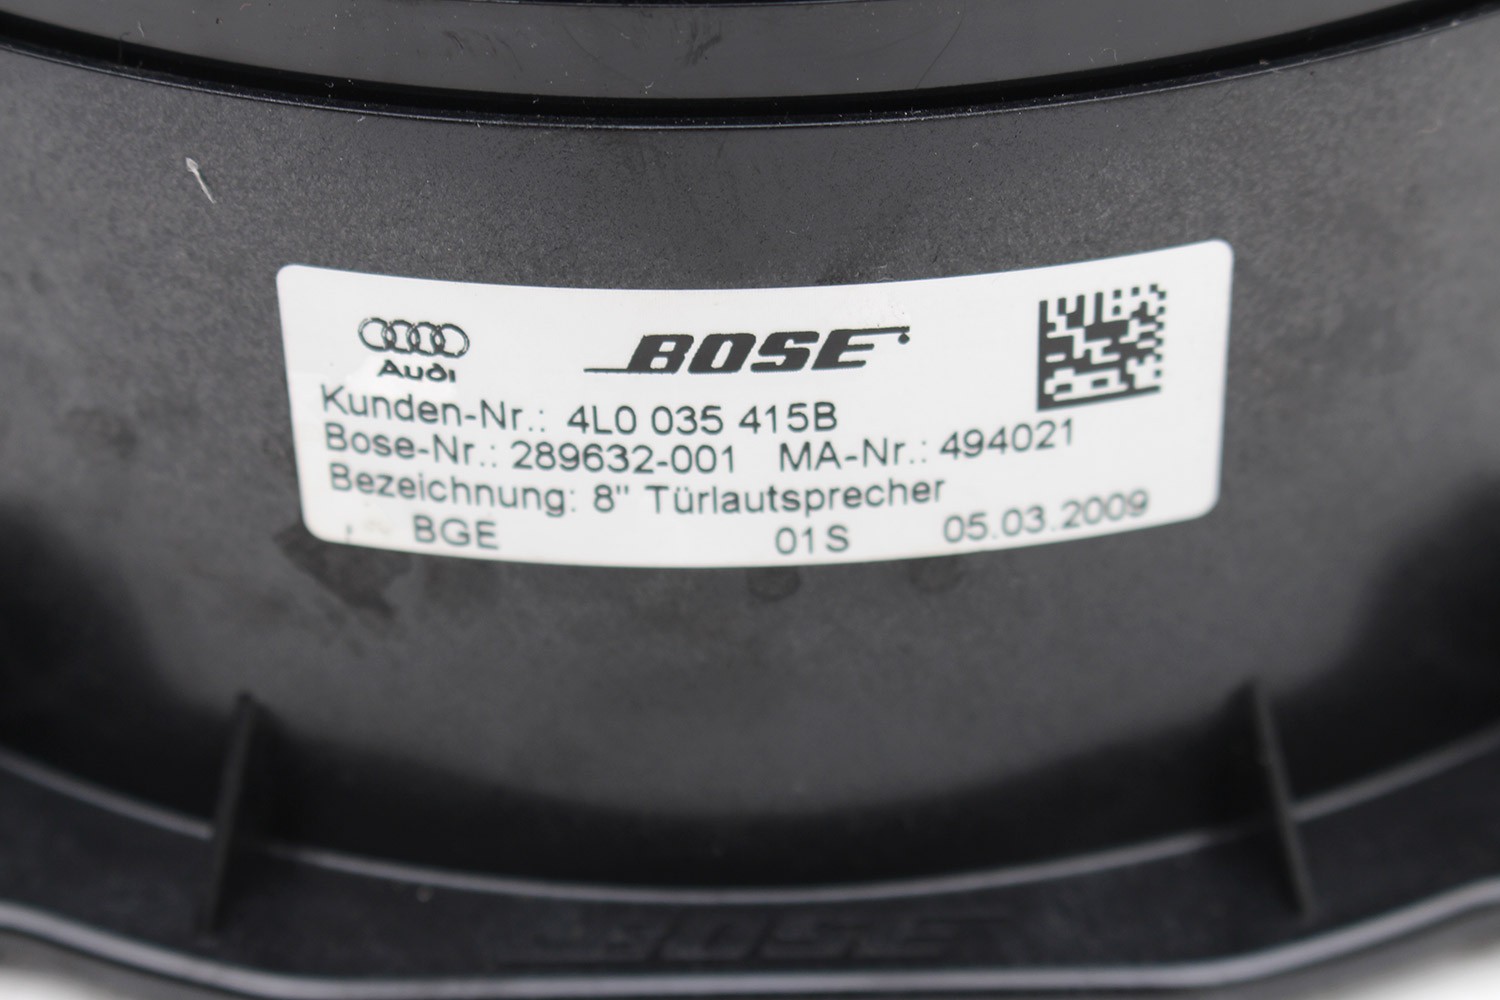 Audi BOSE
Kunden-Nr.: 4L0 035 415B
Bose-Nr.: 289632-001 MA-Nr.: 494021
Bezeichnung: 8" Türlautsprecher
BGE 01S 05.03.2009
BOSE